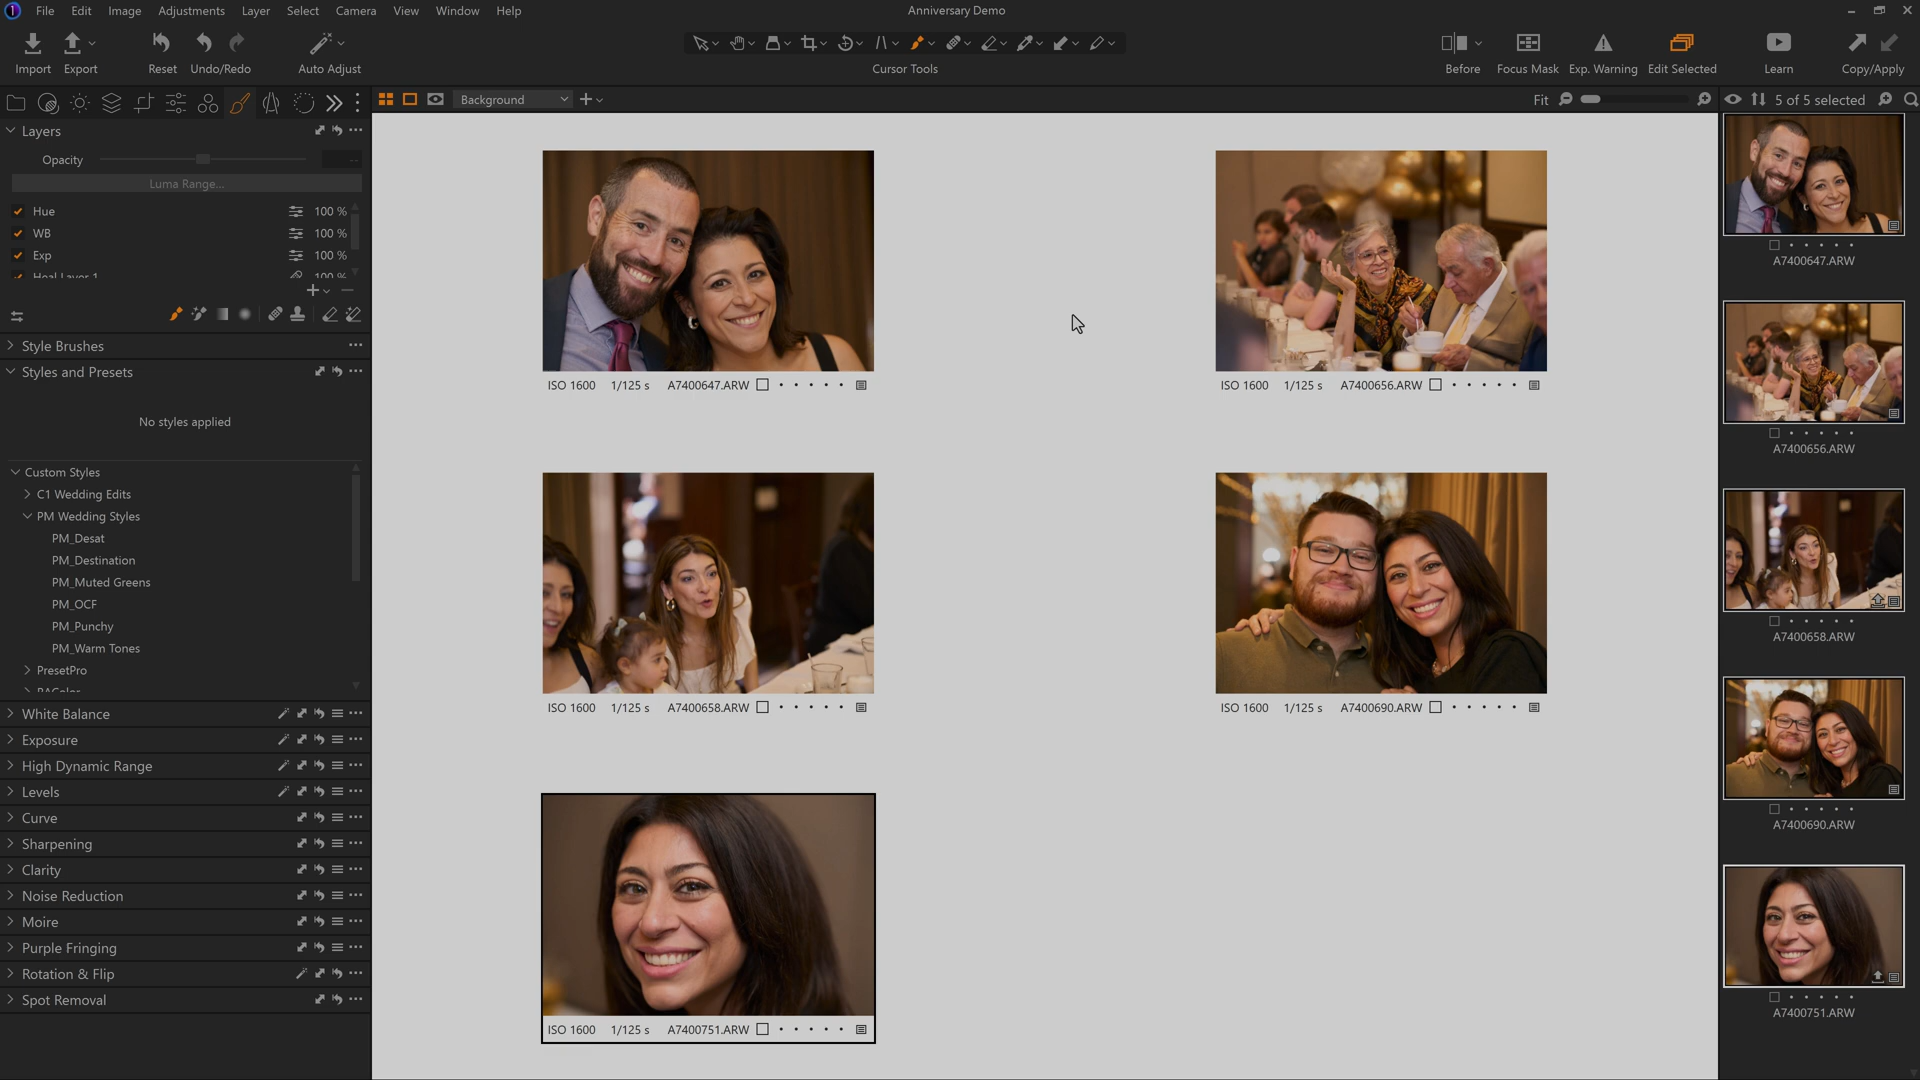 File Edit Image Adjustments Layer Select Camera View Window Help
Anniversary Demo
Import Export Reset Undo/Redo Auto Adjust
Cursor Tools
Before Focus Mask Exp. Warning Edit Selected Learn Copy/Apply
Background
Fit
5 of 5 selected
Layers
Opacity --
Luma Range...
Hue 100 %
WB 100 %
Exp 100 %
Heal Layer 1 100 %
Style Brushes
Styles and Presets
No styles applied
Custom Styles
C1 Wedding Edits
PM Wedding Styles
PM_Desat
PM_Destination
PM_Muted Greens
PM_OCF
PM_Punchy
PM_Warm Tones
PresetPro
White Balance
Exposure
High Dynamic Range
Levels
Curve
Sharpening
Clarity
Noise Reduction
Moire
Purple Fringing
Rotation & Flip
Spot Removal
ISO 1600 1/125 s A7400647.ARW
ISO 1600 1/125 s A7400656.ARW
ISO 1600 1/125 s A7400658.ARW
ISO 1600 1/125 s A7400690.ARW
ISO 1600 1/125 s A7400751.ARW
A7400647.ARW
A7400656.ARW
A7400658.ARW
A7400690.ARW
A7400751.ARW